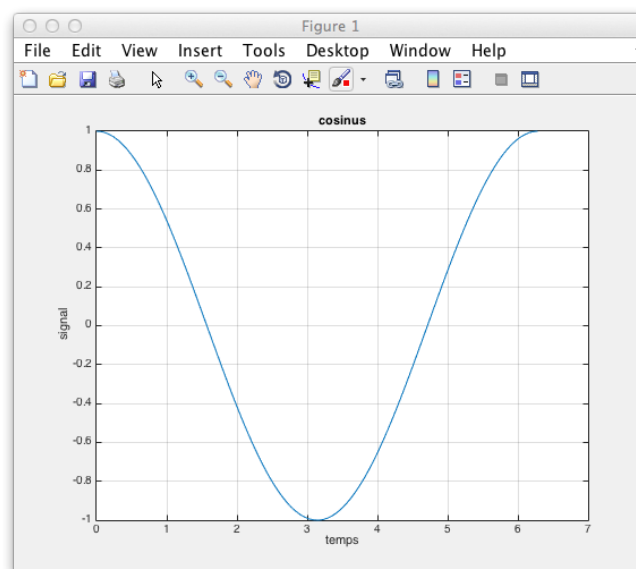 Figure 1
File Edit View Insert Tools Desktop Window Help
cosinus
1
0.8
0.6
0.4
0.2
0
-0.2
-0.4
-0.6
-0.8
-1
signal
0 1 2 3 4 5 6 7
temps